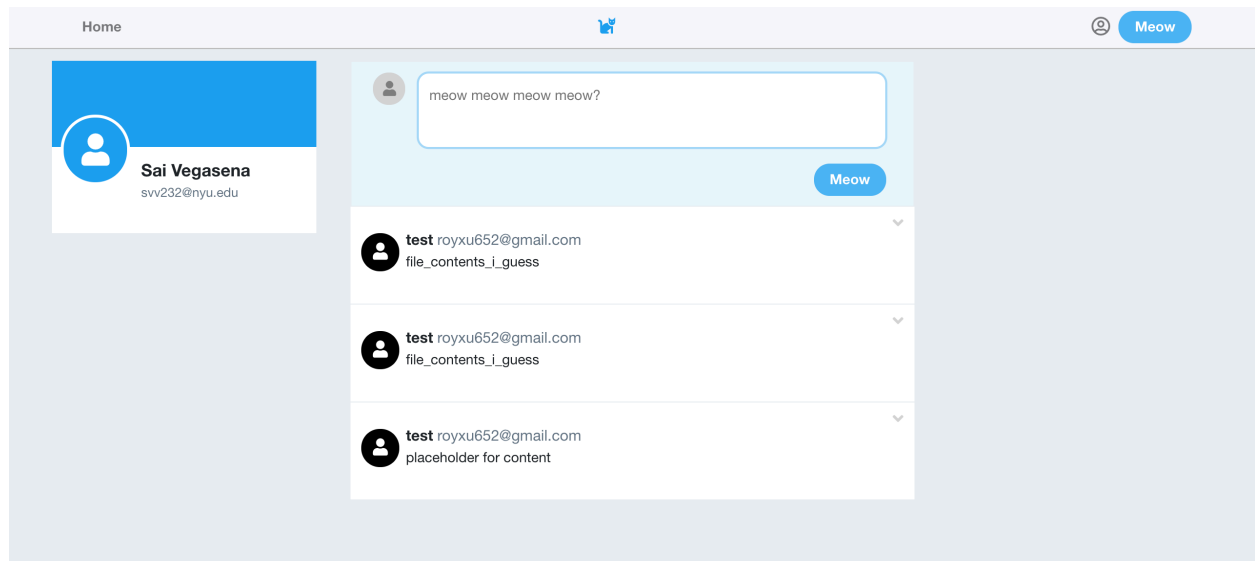 Home
Meow
Sai Vegasena
svv232@nyu.edu
meow meow meow meow?
Meow
test royxu652@gmail.com
file_contents_i_guess
test royxu652@gmail.com
file_contents_i_guess
test royxu652@gmail.com
placeholder for content